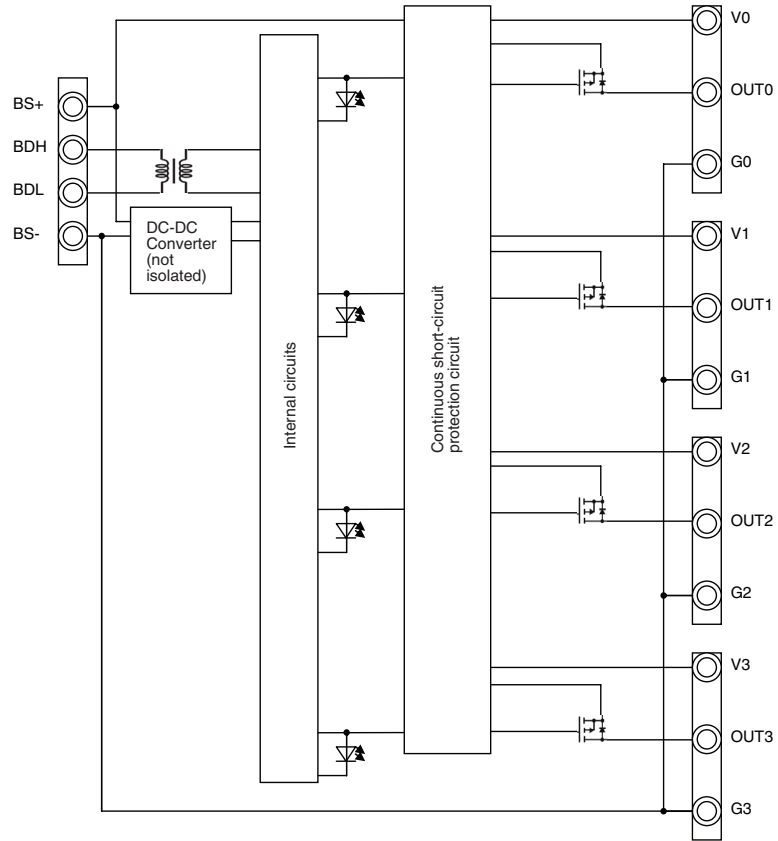 BS+
BDH
BDL
BS-
DC-DC
Converter
(not
isolated)
Internal circuits
Continuous short-circuit
protection circuit
V0
OUT0
G0
V1
OUT1
G1
V2
OUT2
G2
V3
OUT3
G3